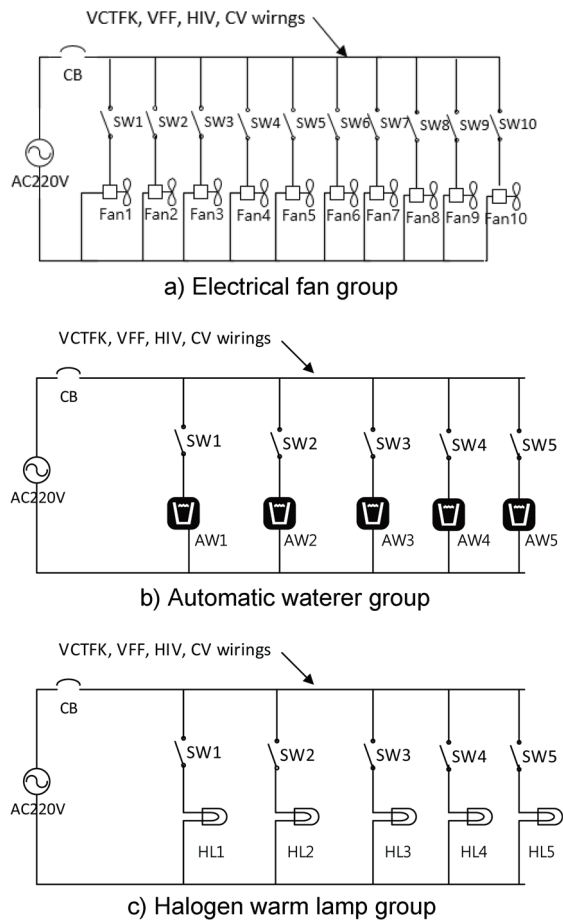 VCTFK, VFF, HIV, CV wirngs
CB
SW1 SW2 SW3 SW4 SW5 SW6 SW7 SW8 SW9 SW10
AC220V
Fan1 Fan2 Fan3 Fan4 Fan5 Fan6 Fan7 Fan8 Fan9 Fan10
a) Electrical fan group
VCTFK, VFF, HIV, CV wirings
CB
SW1 SW2 SW3 SW4 SW5
AC220V
AW1 AW2 AW3 AW4 AW5
b) Automatic waterer group
VCTFK, VFF, HIV, CV wirings
CB
SW1 SW2 SW3 SW4 SW5
AC220V
HL1 HL2 HL3 HL4 HL5
c) Halogen warm lamp group